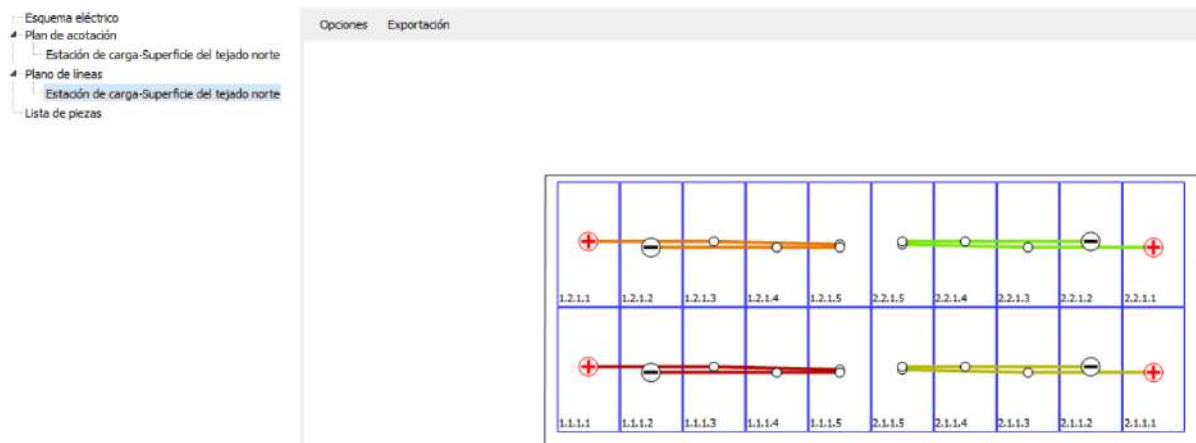 Esquema eléctrico
Plan de acotación
Estación de carga-Superficie del tejado norte
Plano de líneas
Estación de carga-Superficie del tejado norte
Lista de piezas
Opciones Exportación
1.2.1.1 1.2.1.2 1.2.1.3 1.2.1.4 1.2.1.5 2.2.1.5 2.2.1.4 2.2.1.3 2.2.1.2 2.2.1.1
1.1.1.1 1.1.1.2 1.1.1.3 1.1.1.4 1.1.1.5 2.1.1.5 2.1.1.4 2.1.1.3 2.1.1.2 2.1.1.1